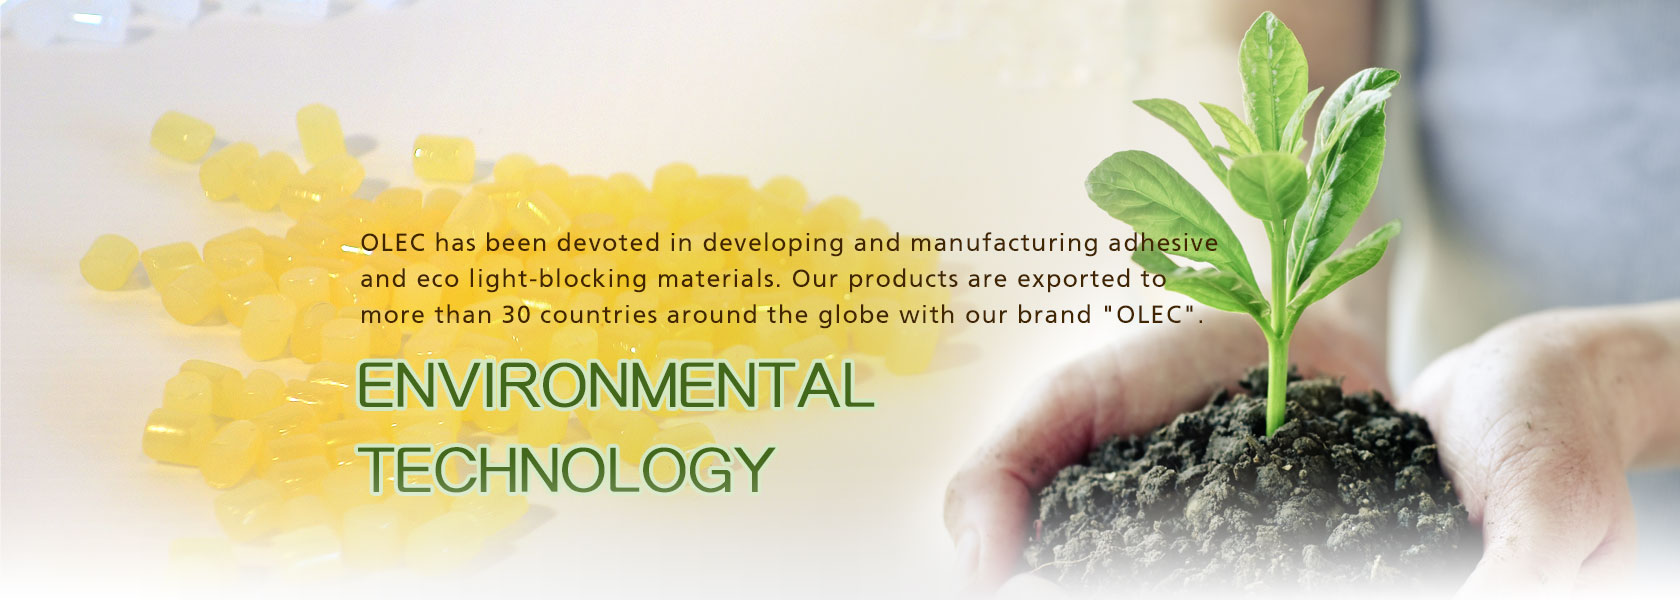 OLEC has been devoted in developing and manufacturing adhesive
and eco light-blocking materials. Our products are exported to
more than 30 countries around the globe with our brand "OLEC".
ENVIRONMENTAL
TECHNOLOGY